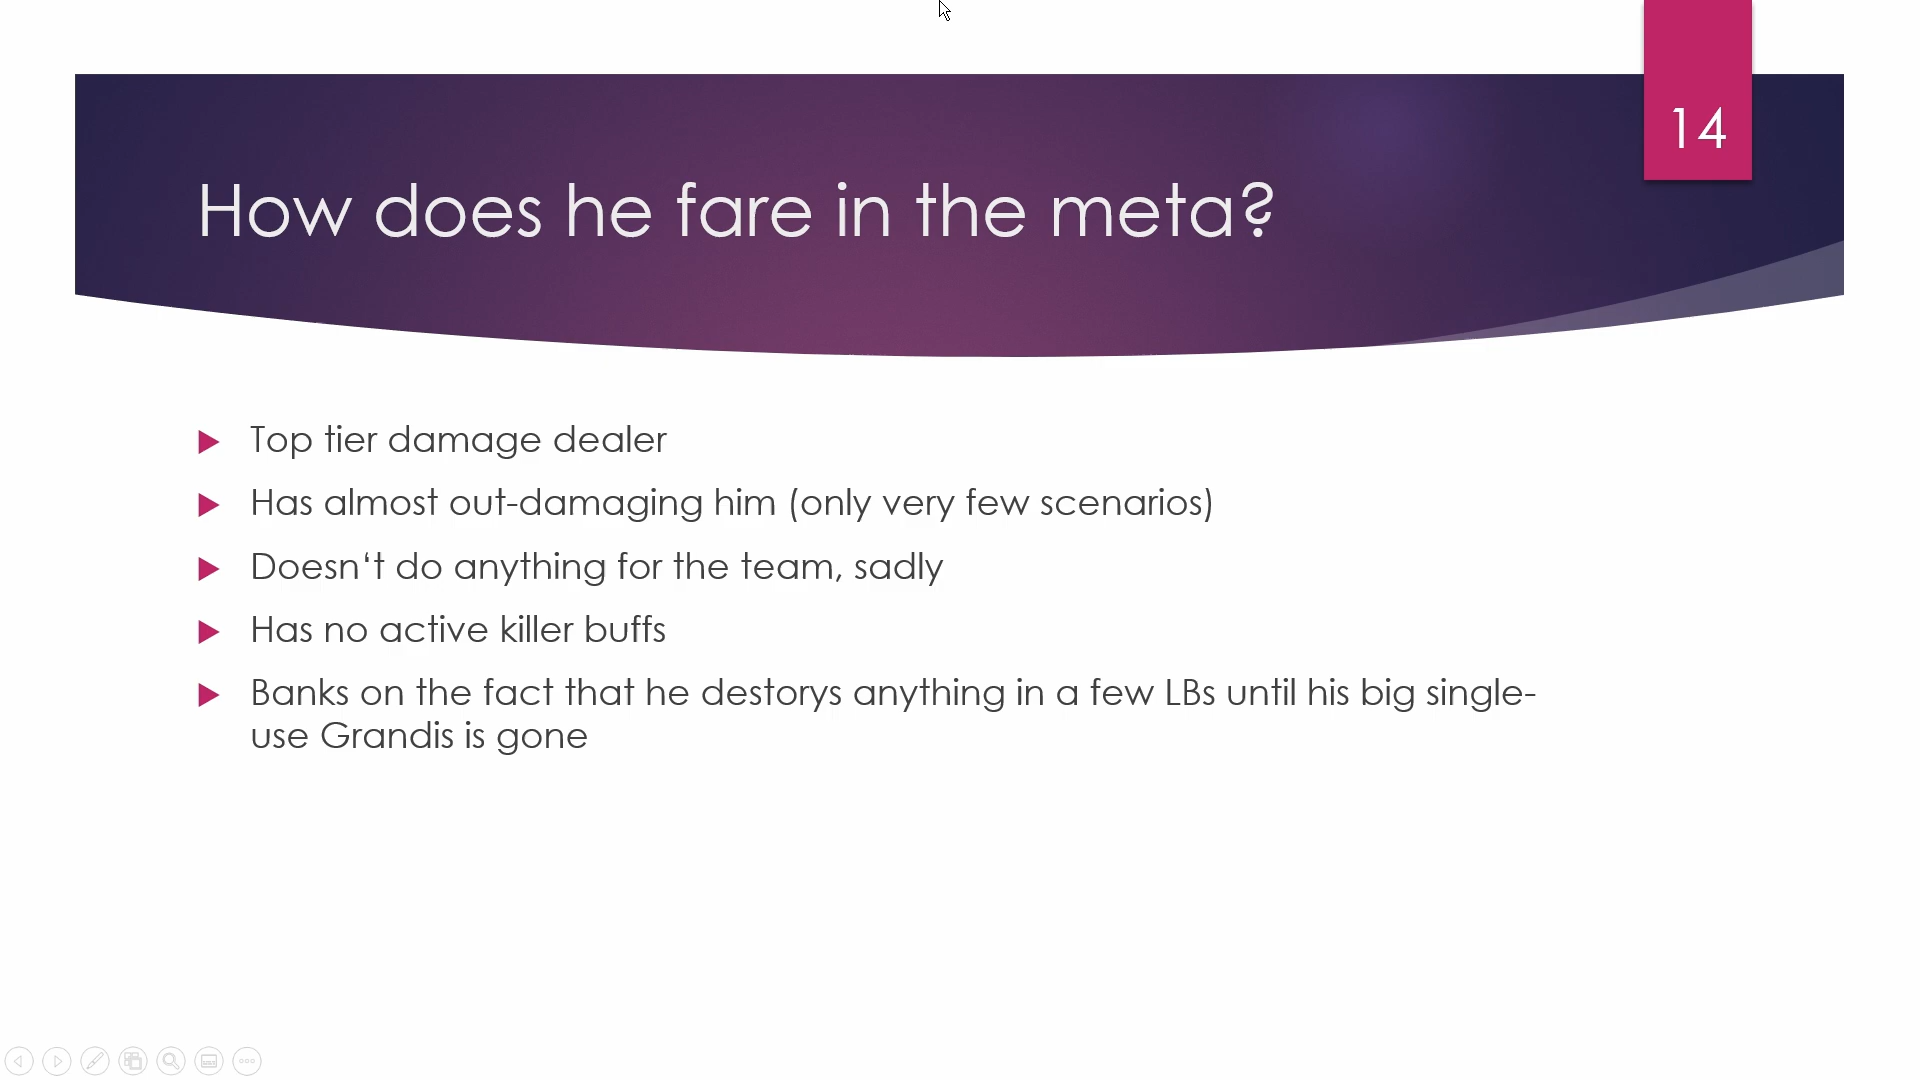 14
How does he fare in the meta?
Top tier damage dealer
Has almost out-damaging him (only very few scenarios)
Doesn‘t do anything for the team, sadly
Has no active killer buffs
Banks on the fact that he destorys anything in a few LBs until his big single-
use Grandis is gone